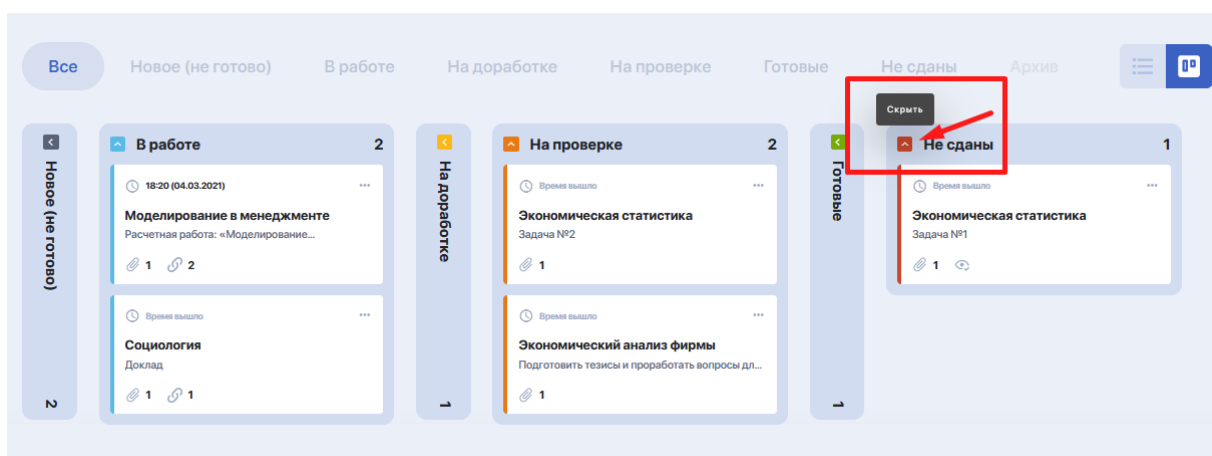 Все
Новое (не готово)
В работе
На доработке
На проверке
Готовые
Не сданы
Архив
Скрыть
Новое (не готово)
2
В работе 2
18:20 (04.03.2021)
Моделирование в менеджменте
Расчетная работа: «Моделирование...
1 2
Время вышло
Социология
Доклад
1 1
На доработке
1
На проверке 2
Время вышло
Экономическая статистика
Задача №2
1
Время вышло
Экономический анализ фирмы
Подготовить тезисы и проработать вопросы дл...
1
Готовые
1
Не сданы 1
Время вышло
Экономическая статистика
Задача №1
1